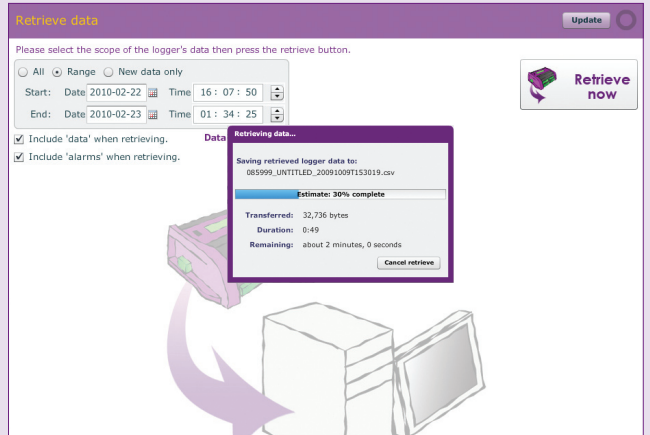 Retrieve data
Update
Please select the scope of the logger's data then press the retrieve button.
All Range New data only
Start: Date 2010-02-22 Time 16: 07: 50
End: Date 2010-02-23 Time 01: 34: 25
Retrieve
now
Include 'data' when retrieving.
Data
Include 'alarms' when retrieving.
Retrieving data...
Saving retrieved logger data to:
085999_UNTITLED_20091009T153019.csv
Estimate: 30% complete
Transferred: 32,736 bytes
Duration: 0:49
Remaining: about 2 minutes, 0 seconds
Cancel retrieve